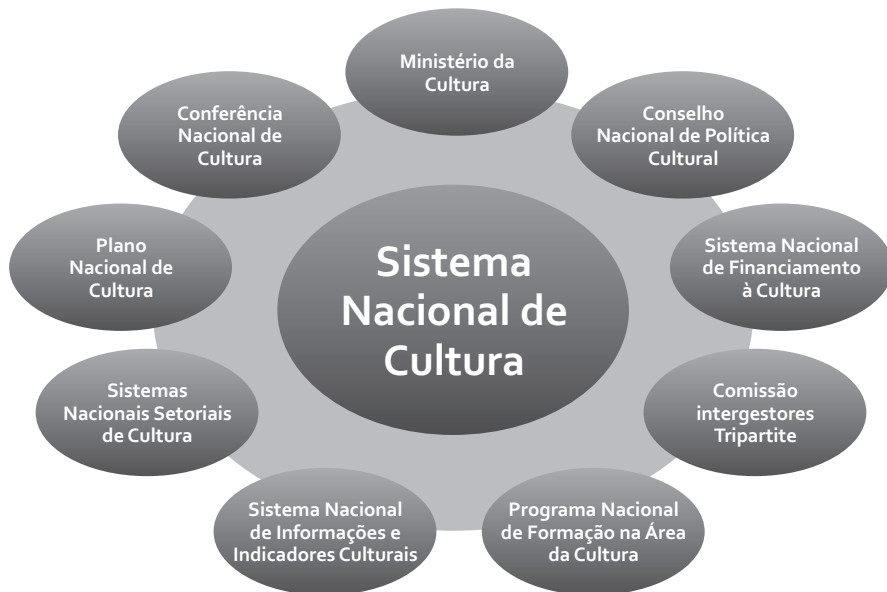 Ministério da
Cultura
Conferência
Nacional de
Cultura
Conselho
Nacional de Política
Cultural
Plano
Nacional de
Cultura
Sistema
Nacional de
Cultura
Sistema Nacional
de Financiamento
à Cultura
Sistemas
Nacionais Setoriais
de Cultura
Comissão
intergestores
Tripartite
Sistema Nacional
de Informações e
Indicadores Culturais
Programa Nacional
de Formação na Área
da Cultura